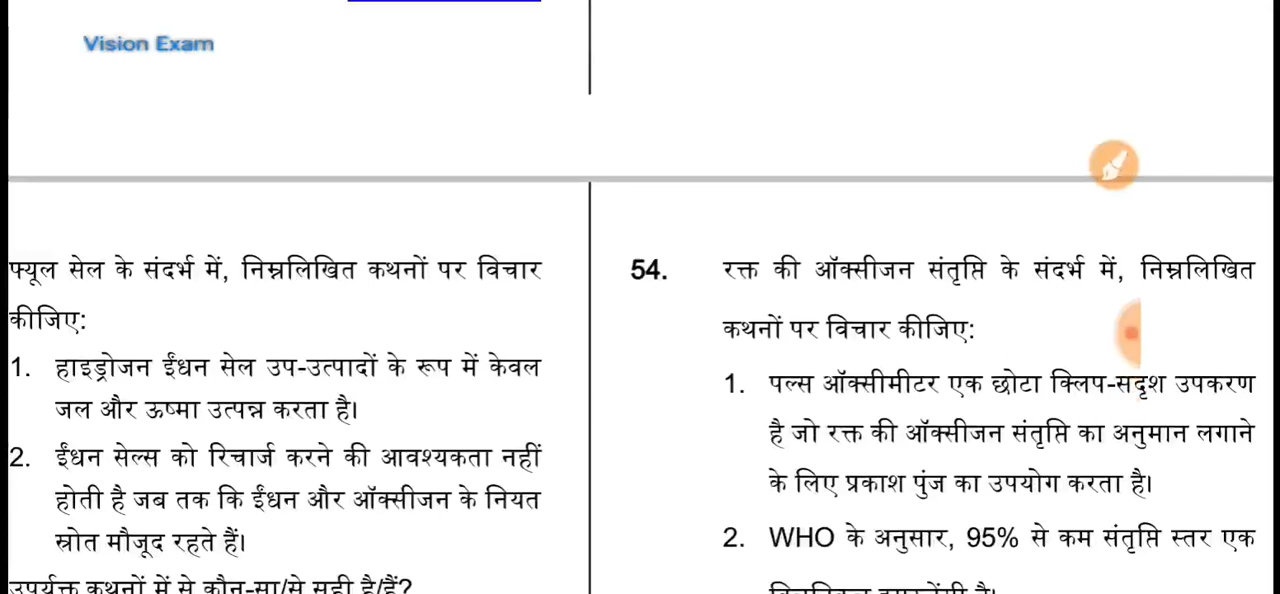 Vision Exam
फ्यूल सेल के संदर्भ में, निम्नलिखित कथनों पर विचार
कीजिए:
1. हाइड्रोजन ईंधन सेल उप-उत्पादों के रूप में केवल
जल और ऊष्मा उत्पन्न करता है।
2. ईंधन सेल्स को रिचार्ज करने की आवश्यकता नहीं
होती है जब तक कि ईंधन और ऑक्सीजन के नियत
स्रोत मौजूद रहते हैं।
उपर्युक्त कथनों में से कौन-सा/से सही है/हैं?
54. रक्त की ऑक्सीजन संतृप्ति के संदर्भ में, निम्नलिखित
कथनों पर विचार कीजिए:
1. पल्स ऑक्सीमीटर एक छोटा क्लिप-सदृश उपकरण
है जो रक्त की ऑक्सीजन संतृप्ति का अनुमान लगाने
के लिए प्रकाश पुंज का उपयोग करता है।
2. WHO के अनुसार, 95% से कम संतृप्ति स्तर एक